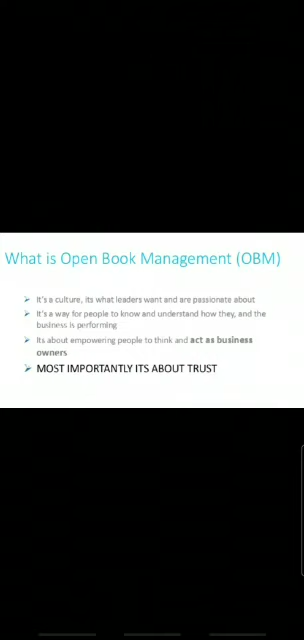 What is Open Book Management (OBM)
➢ It's a culture, its what leaders want and are passionate about
➢ It's a way for people to know and understand how they, and the
business is performing
➢ Its about empowering people to think and act as business
owners
➢ MOST IMPORTANTLY ITS ABOUT TRUST